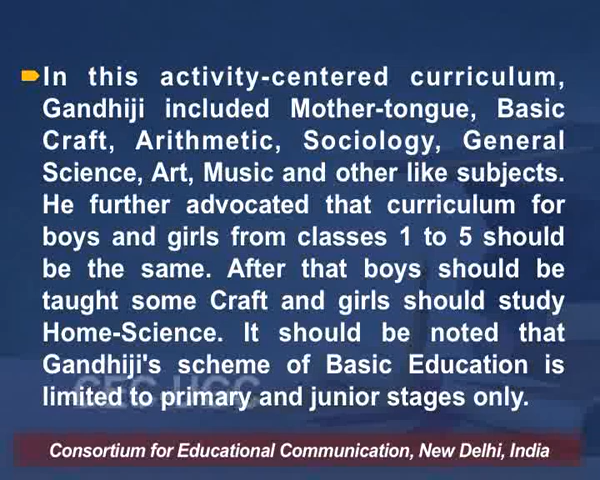 In this activity-centered curriculum,
Gandhiji included Mother-tongue, Basic
Craft, Arithmetic, Sociology, General
Science, Art, Music and other like subjects.
He further advocated that curriculum for
boys and girls from classes 1 to 5 should
be the same. After that boys should be
taught some Craft and girls should study
Home-Science. It should be noted that
Gandhiji's scheme of Basic Education is
limited to primary and junior stages only.
CEC-UGC
Consortium for Educational Communication, New Delhi, India